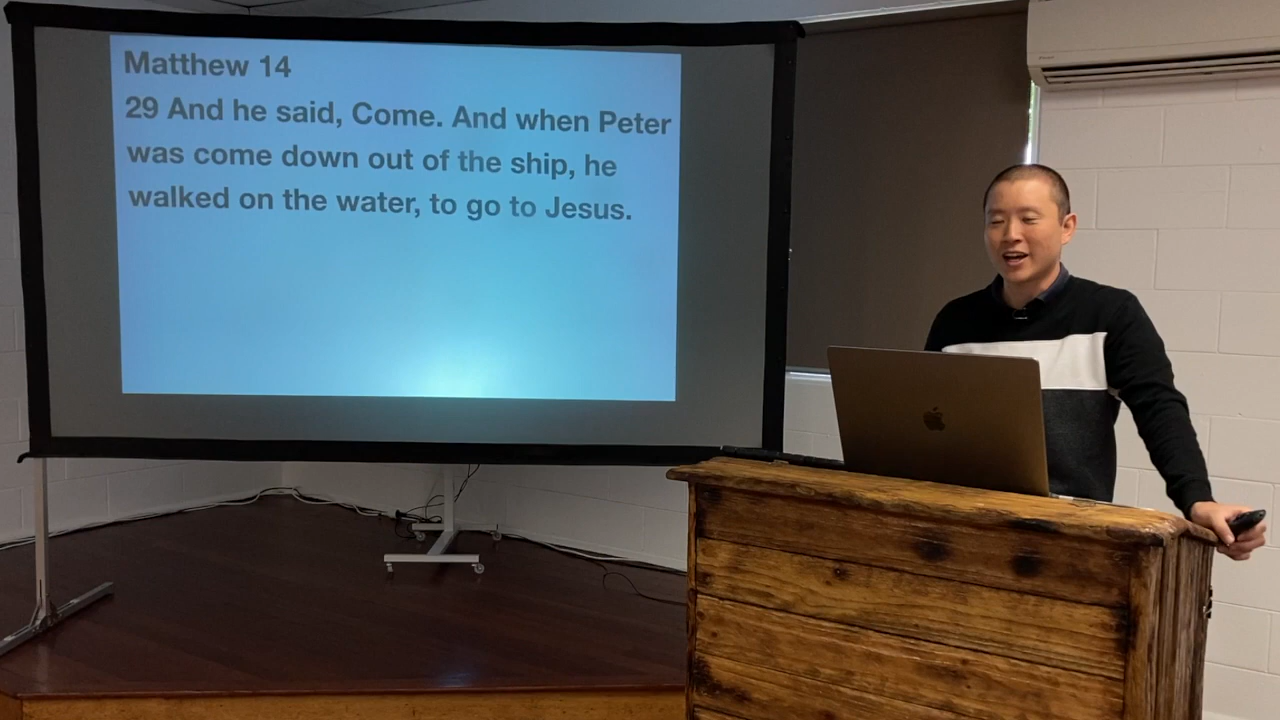 Matthew 14
29 And he said, Come. And when Peter
was come down out of the ship, he
walked on the water, to go to Jesus.